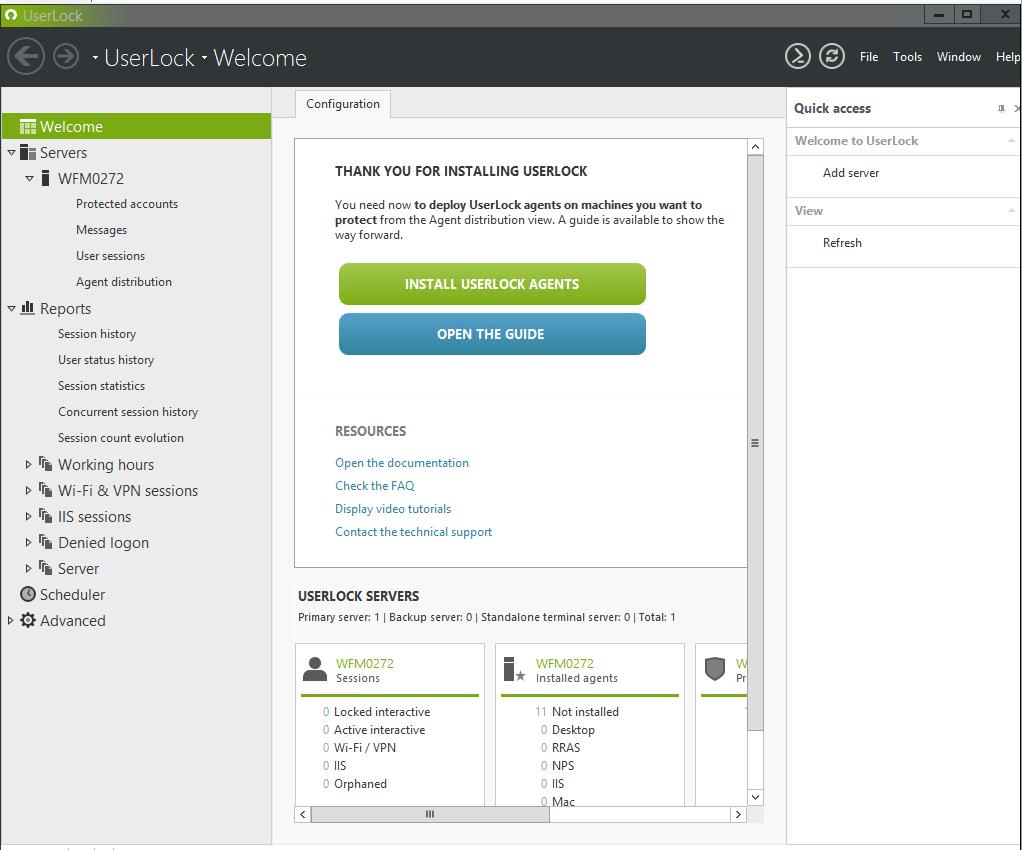 UserLock
UserLock
Welcome
File
Tools
Window
Help
Welcome
Servers
WFM0272
Protected accounts
Messages
User sessions
Agent distribution
Reports
Session history
User status history
Session statistics
Concurrent session history
Session count evolution
Working hours
Wi-Fi & VPN sessions
IIS sessions
Denied logon
Server
Scheduler
Advanced
Configuration
THANK YOU FOR INSTALLING USERLOCK
You need now to deploy UserLock agents on machines you want to
protect from the Agent distribution view. A guide is available to show the
way forward.
INSTALL USERLOCK AGENTS
OPEN THE GUIDE
RESOURCES
Open the documentation
Check the FAQ
Display video tutorials
Contact the technical support
USERLOCK SERVERS
Primary server: 1 | Backup server: 0 | Standalone terminal server: 0 | Total: 1
WFM0272
Sessions
0 Locked interactive
0 Active interactive
0 Wi-Fi / VPN
0 IIS
0 Orphaned
WFM0272
Installed agents
11 Not installed
0 Desktop
0 RRAS
0 NPS
0 IIS
0 Mac
W
Pr
Quick access
Welcome to UserLock
Add server
View
Refresh